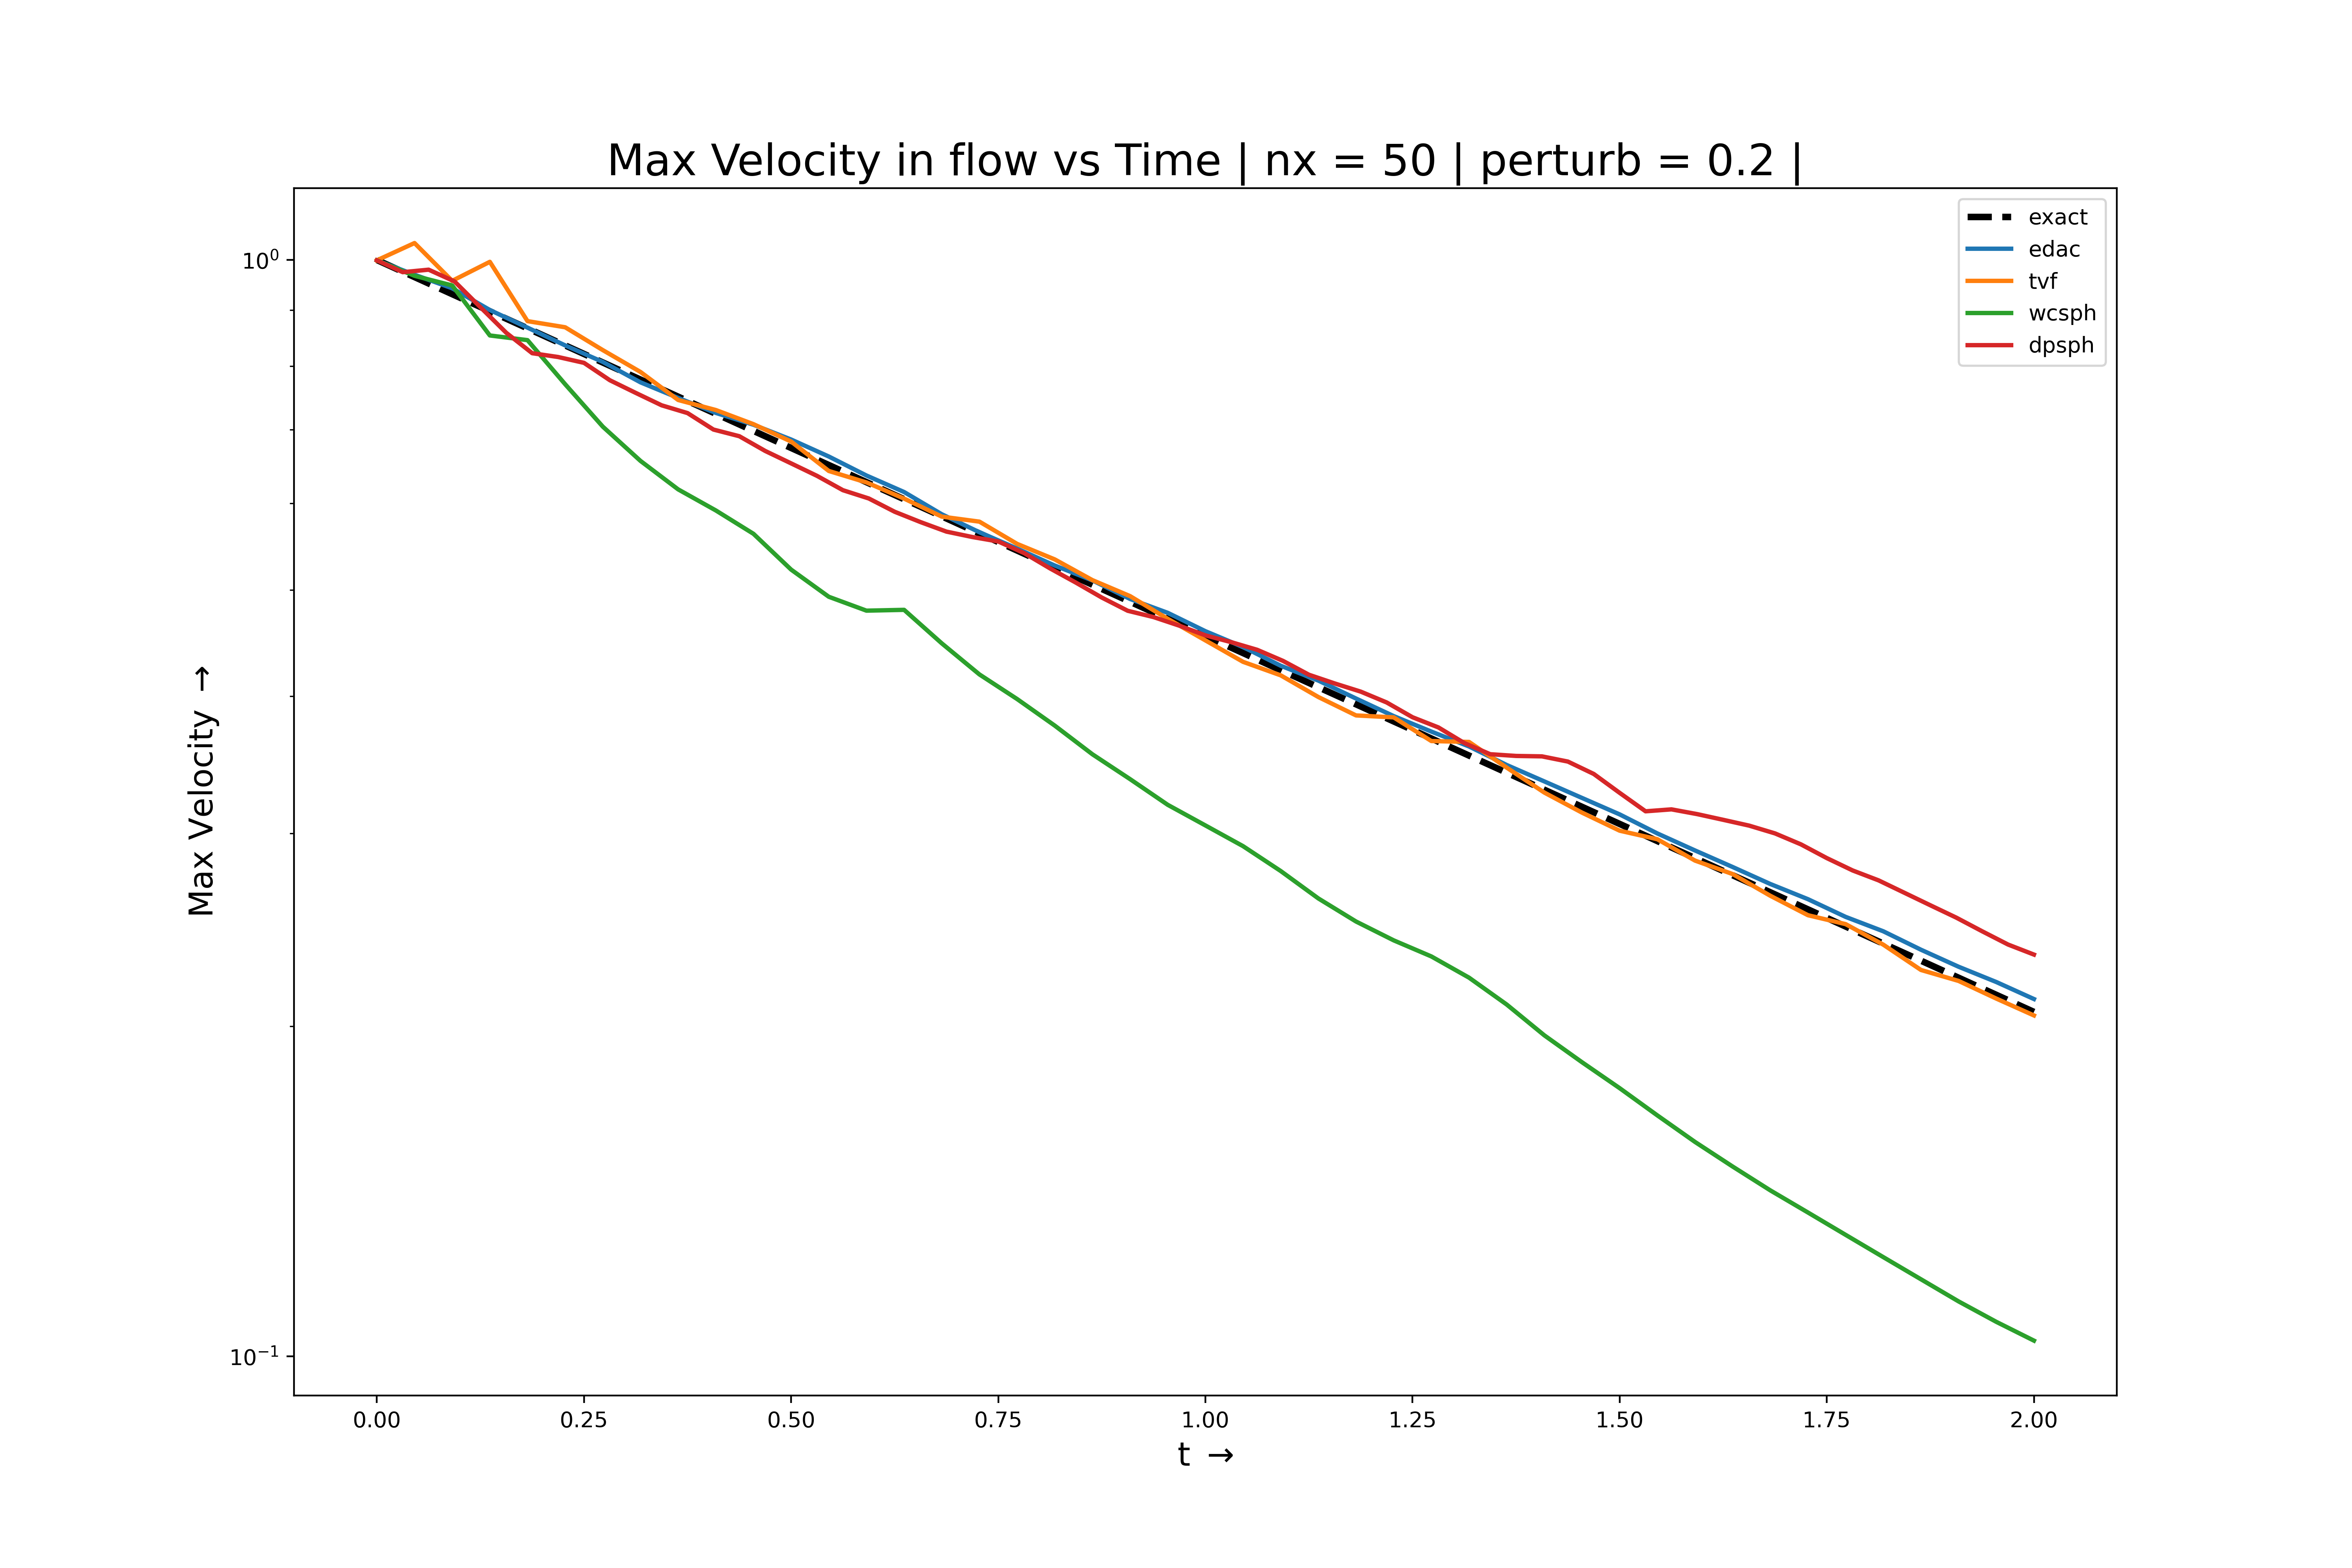 Max Velocity in flow vs Time | nx = 50 | perturb = 0.2 |
exact
edac
tvf
wcsph
dpsph
Max Velocity →
10⁰
10⁻¹
0.00 0.25 0.50 0.75 1.00 1.25 1.50 1.75 2.00
t →